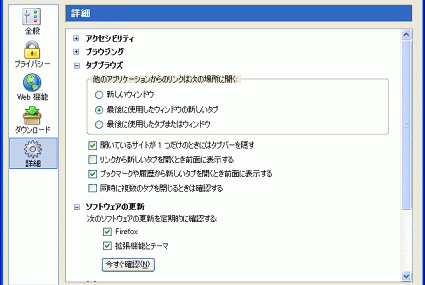 詳細
全般
プライバシー
Web 機能
ダウンロード
詳細
アクセシビリティ
ブラウジング
タブブラウズ
他のアプリケーションからのリンクは次の場所に開く:
新しいウィンドウ
最後に使用したウィンドウの新しいタブ
最後に使用したタブまたはウィンドウ
開いているサイトが 1 つだけのときにはタブバーを隠す
リンクから新しいタブを開くとき前面に表示する
ブックマークや履歴から新しいタブを開くとき前面に表示する
同時に複数のタブを閉じるときは確認する
ソフトウェアの更新
次のソフトウェアの更新を定期的に確認する:
Firefox
拡張機能とテーマ
今すぐ確認(N)